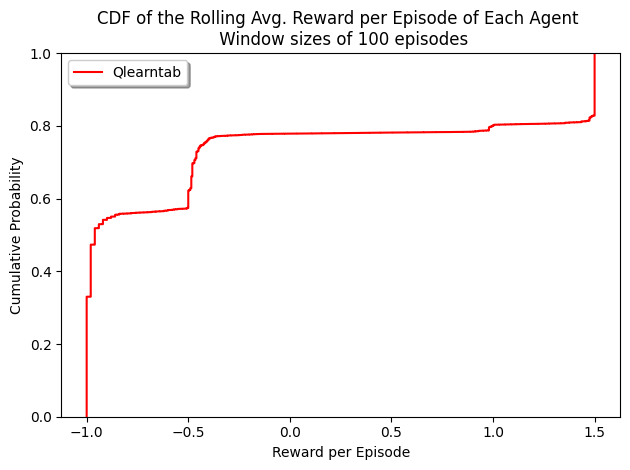 CDF of the Rolling Avg. Reward per Episode of Each Agent
Window sizes of 100 episodes
Qlearntab
1.0
0.8
0.6
0.4
0.2
0.0
Cumulative Probability
−1.0 −0.5 0.0 0.5 1.0 1.5
Reward per Episode